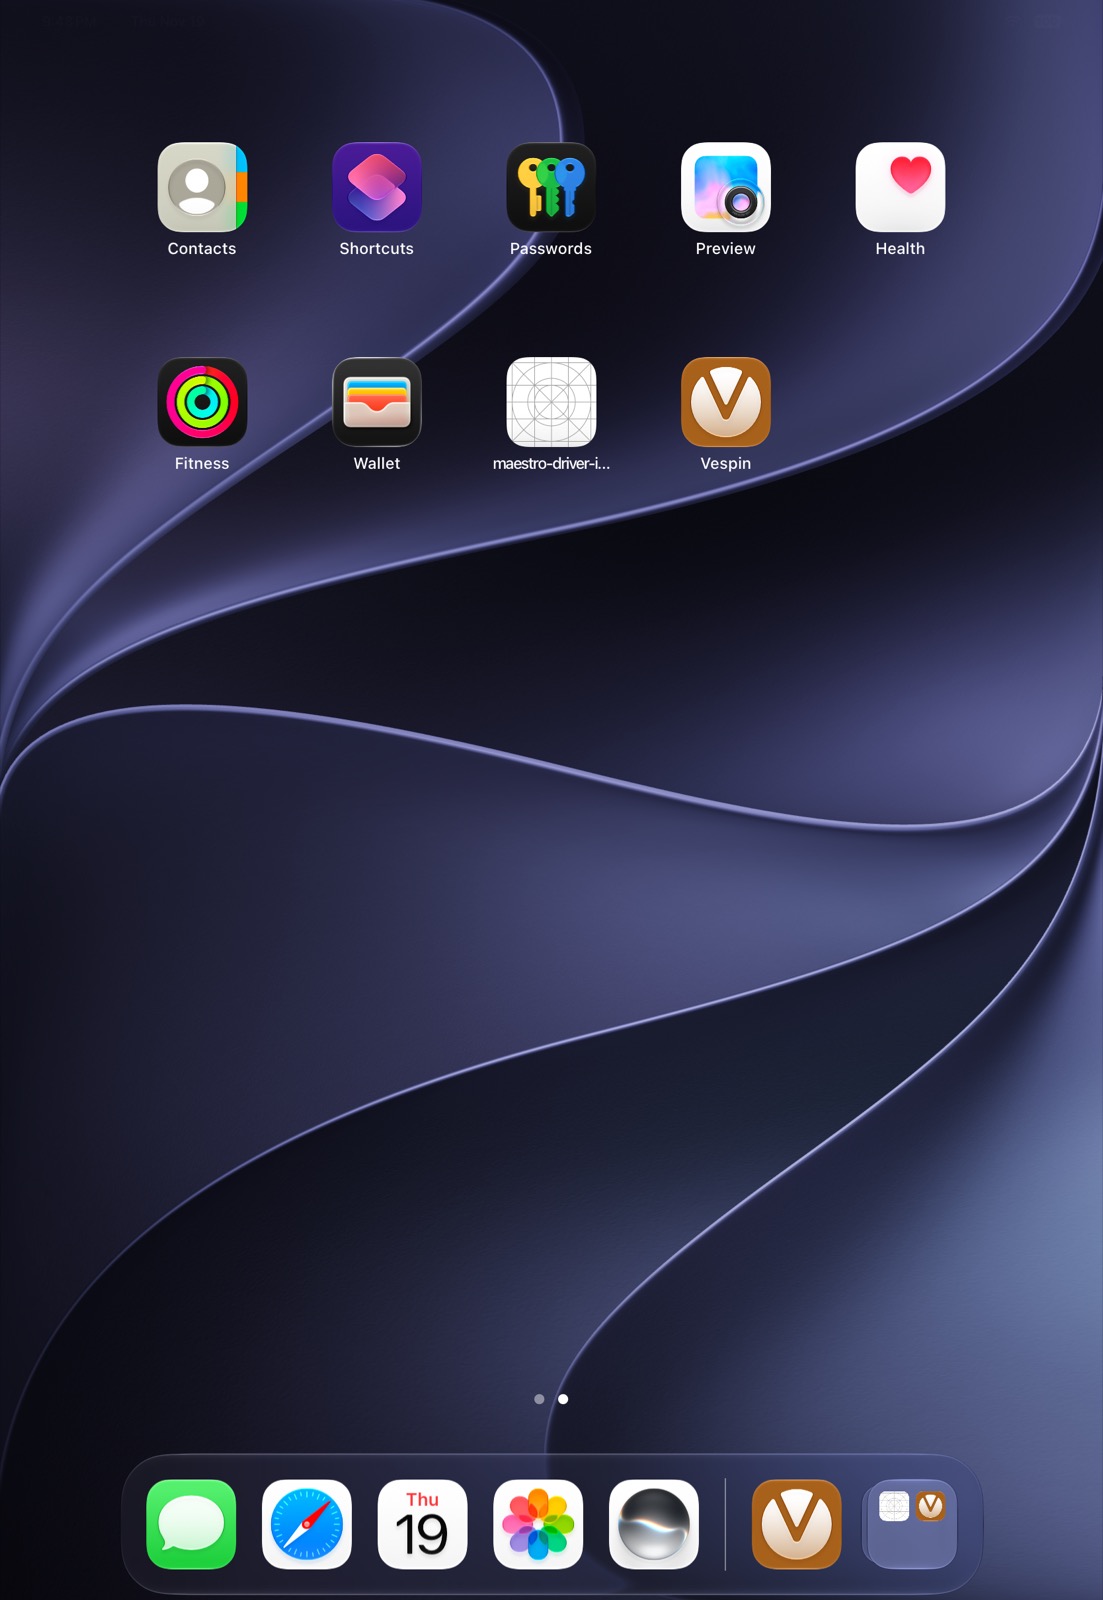 Contacts
Shortcuts
Passwords
Preview
Health
Fitness
Wallet
maestro-driver-i...
Vespin
Thu
19